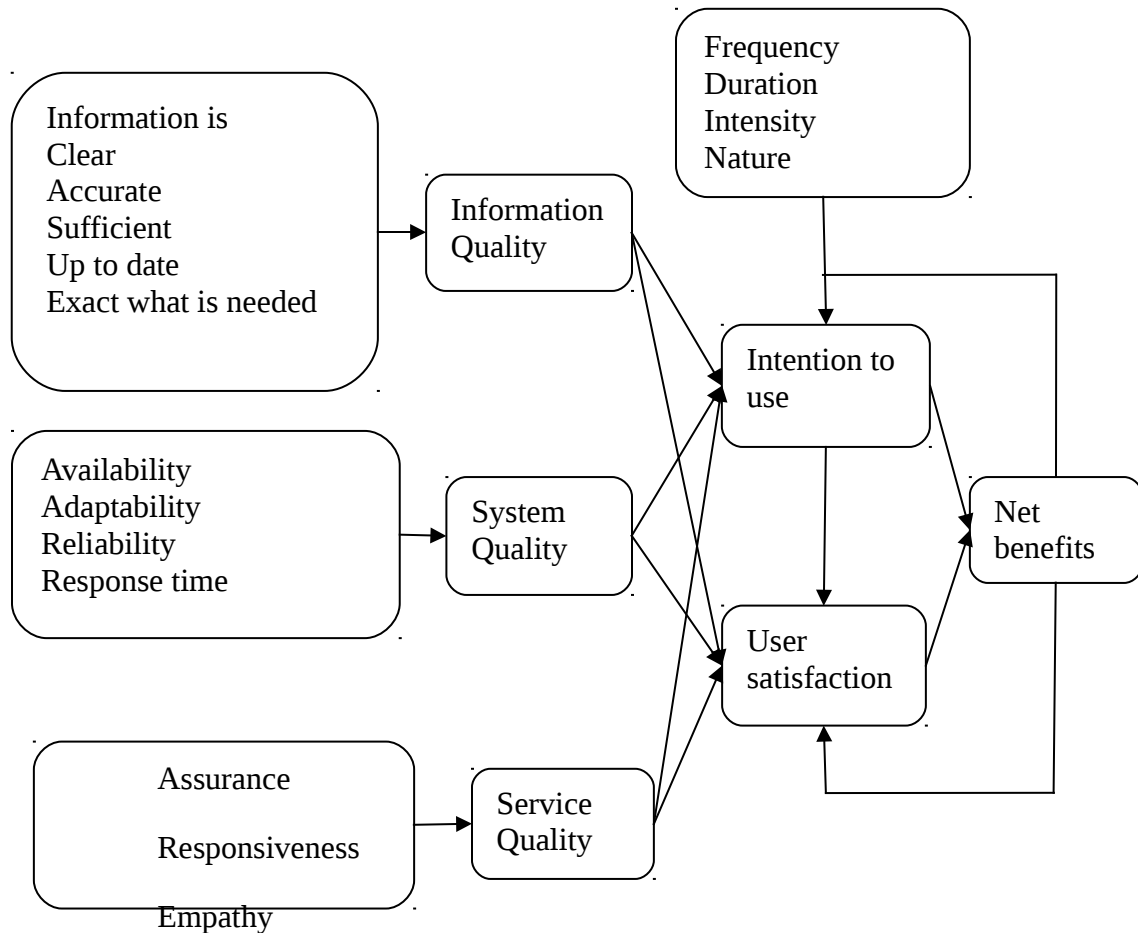 Frequency
Duration
Intensity
Nature
Information is
Clear
Accurate
Sufficient
Up to date
Exact what is needed
Information
Quality
Intention to
use
Availability
Adaptability
Reliability
Response time
System
Quality
Net
benefits
User
satisfaction
Assurance
Responsiveness
Empathy
Service
Quality